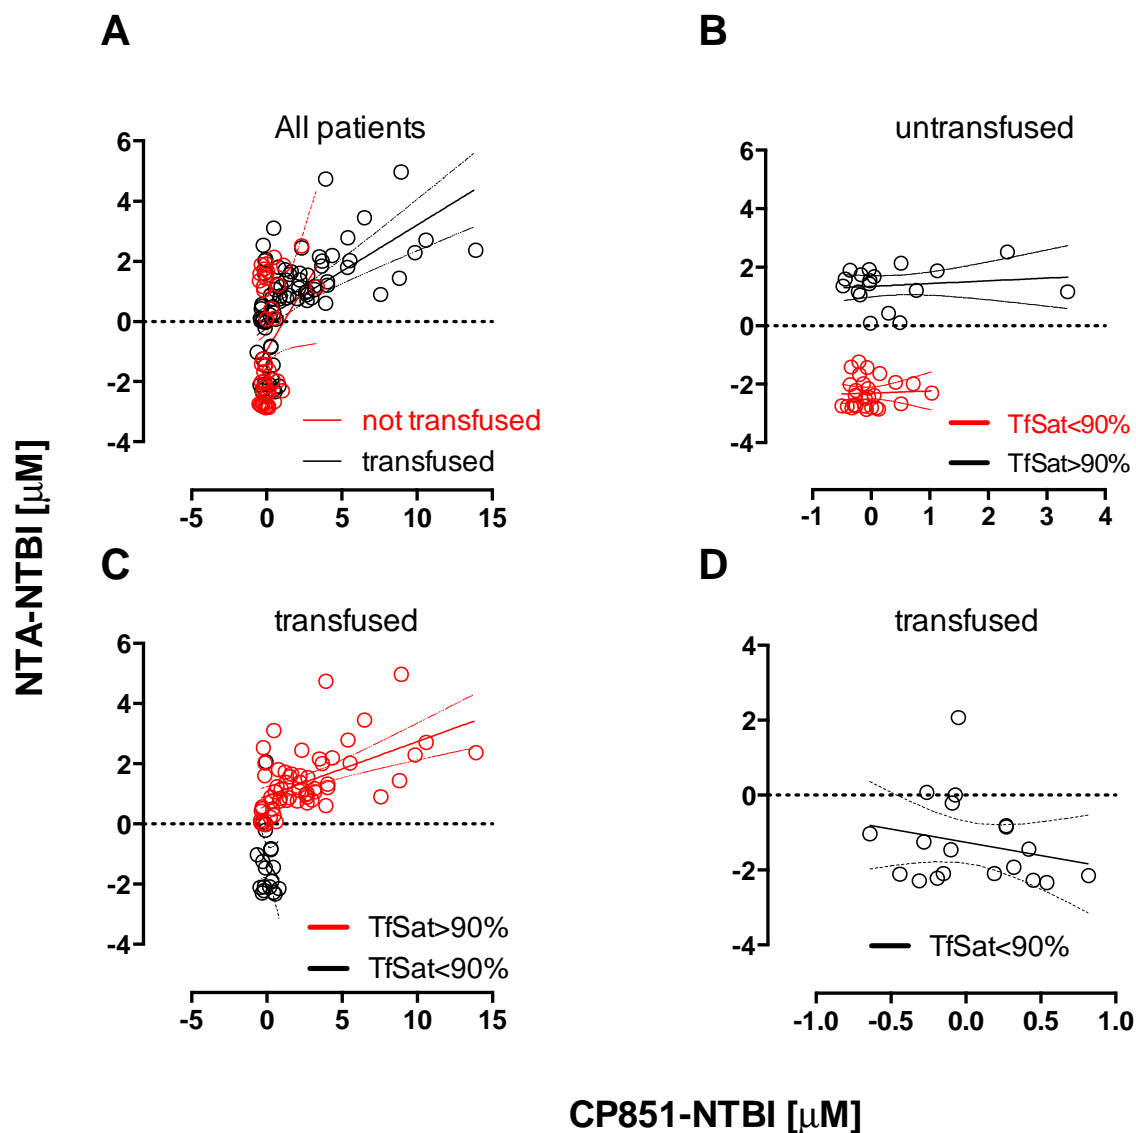 A
B
All patients
untransfused
6
4
2
0
-2
-4
not transfused
transfused
-5
0
5
10
15
6
4
2
0
-2
-4
TfSat<90%
TfSat>90%
-1
0
1
2
3
4
C
D
transfused
transfused
6
4
2
0
-2
-4
TfSat>90%
TfSat<90%
-5
0
5
10
15
4
2
0
-2
-4
TfSat<90%
-1.0
-0.5
0.0
0.5
1.0
NTA-NTBI [μM]
CP851-NTBI [μM]